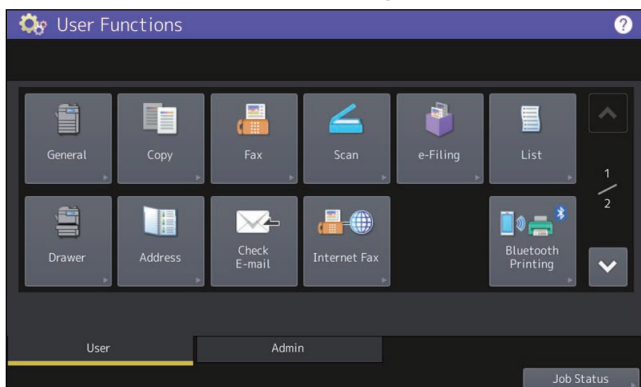 User Functions
?
General
Copy
Fax
Scan
e-Filing
List
1
2
Drawer
Address
Check
E-mail
Internet Fax
Bluetooth
Printing
User
Admin
Job Status